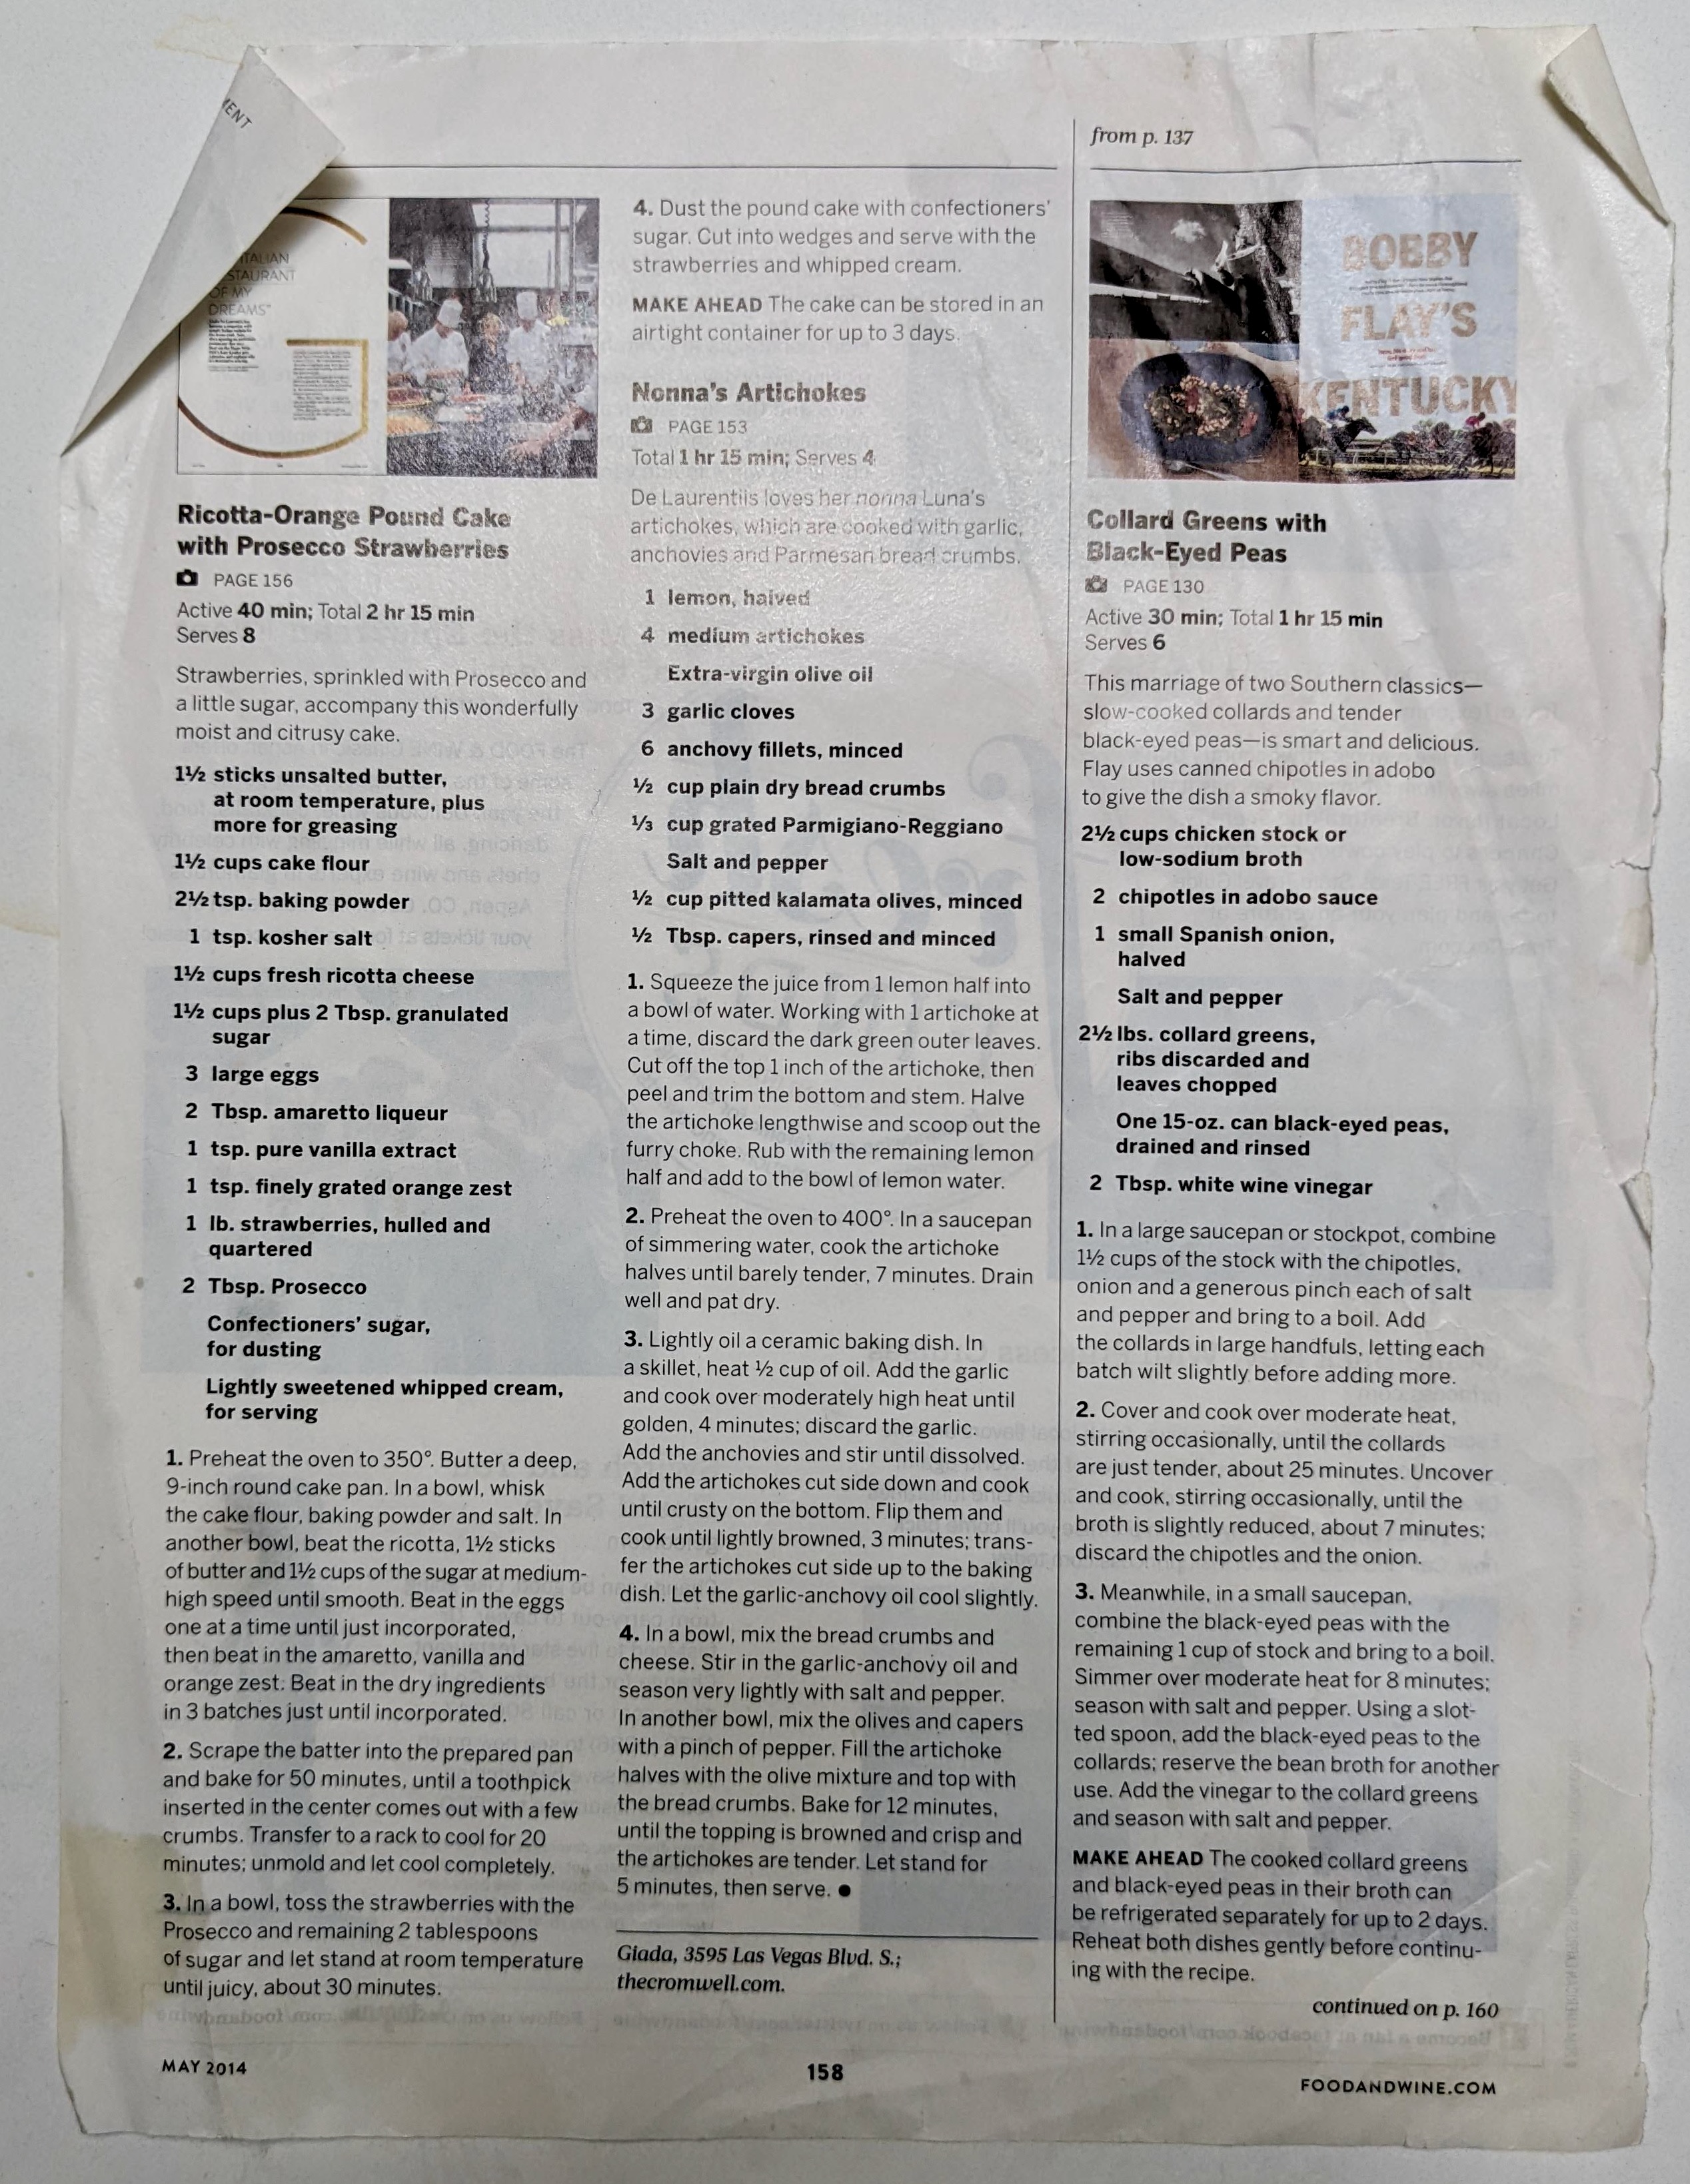 MENT
ITALIAN
STAURANT
OF MY
DREAMS"
Ricotta-Orange Pound Cake
with Prosecco Strawberries
PAGE 156
Active 40 min; Total 2 hr 15 min
Serves 8
Strawberries, sprinkled with Prosecco and
a little sugar, accompany this wonderfully
moist and citrusy cake.
1½ sticks unsalted butter,
at room temperature, plus
more for greasing
1½ cups cake flour
2½ tsp. baking powder
1 tsp. kosher salt
1½ cups fresh ricotta cheese
1½ cups plus 2 Tbsp. granulated
sugar
3 large eggs
2 Tbsp. amaretto liqueur
1 tsp. pure vanilla extract
1 tsp. finely grated orange zest
1 lb. strawberries, hulled and
quartered
2 Tbsp. Prosecco
Confectioners' sugar,
for dusting
Lightly sweetened whipped cream,
for serving
1. Preheat the oven to 350°. Butter a deep,
9-inch round cake pan. In a bowl, whisk
the cake flour, baking powder and salt. In
another bowl, beat the ricotta, 1½ sticks
of butter and 1½ cups of the sugar at medium-
high speed until smooth. Beat in the eggs
one at a time until just incorporated,
then beat in the amaretto, vanilla and
orange zest. Beat in the dry ingredients
in 3 batches just until incorporated.
2. Scrape the batter into the prepared pan
and bake for 50 minutes, until a toothpick
inserted in the center comes out with a few
crumbs. Transfer to a rack to cool for 20
minutes; unmold and let cool completely.
3. In a bowl, toss the strawberries with the
Prosecco and remaining 2 tablespoons
of sugar and let stand at room temperature
until juicy, about 30 minutes.
4. Dust the pound cake with confectioners'
sugar. Cut into wedges and serve with the
strawberries and whipped cream.
MAKE AHEAD The cake can be stored in an
airtight container for up to 3 days.
Nonna's Artichokes
PAGE 153
Total 1 hr 15 min; Serves 4
De Laurentiis loves her nonna Luna's
artichokes, which are cooked with garlic,
anchovies and Parmesan bread crumbs.
1 lemon, halved
4 medium artichokes
Extra-virgin olive oil
3 garlic cloves
6 anchovy fillets, minced
½ cup plain dry bread crumbs
⅓ cup grated Parmigiano-Reggiano
Salt and pepper
½ cup pitted kalamata olives, minced
½ Tbsp. capers, rinsed and minced
1. Squeeze the juice from 1 lemon half into
a bowl of water. Working with 1 artichoke at
a time, discard the dark green outer leaves.
Cut off the top 1 inch of the artichoke, then
peel and trim the bottom and stem. Halve
the artichoke lengthwise and scoop out the
furry choke. Rub with the remaining lemon
half and add to the bowl of lemon water.
2. Preheat the oven to 400°. In a saucepan
of simmering water, cook the artichoke
halves until barely tender, 7 minutes. Drain
well and pat dry.
3. Lightly oil a ceramic baking dish. In
a skillet, heat ½ cup of oil. Add the garlic
and cook over moderately high heat until
golden, 4 minutes; discard the garlic.
Add the anchovies and stir until dissolved.
Add the artichokes cut side down and cook
until crusty on the bottom. Flip them and
cook until lightly browned, 3 minutes; trans-
fer the artichokes cut side up to the baking
dish. Let the garlic-anchovy oil cool slightly.
4. In a bowl, mix the bread crumbs and
cheese. Stir in the garlic-anchovy oil and
season very lightly with salt and pepper.
In another bowl, mix the olives and capers
with a pinch of pepper. Fill the artichoke
halves with the olive mixture and top with
the bread crumbs. Bake for 12 minutes,
until the topping is browned and crisp and
the artichokes are tender. Let stand for
5 minutes, then serve. ●
Giada, 3595 Las Vegas Blvd. S.;
thecromwell.com.
from p. 137
BOBBY
FLAY'S
KENTUCKY
Collard Greens with
Black-Eyed Peas
PAGE 130
Active 30 min; Total 1 hr 15 min
Serves 6
This marriage of two Southern classics—
slow-cooked collards and tender
black-eyed peas—is smart and delicious.
Flay uses canned chipotles in adobo
to give the dish a smoky flavor.
2½ cups chicken stock or
low-sodium broth
2 chipotles in adobo sauce
1 small Spanish onion,
halved
Salt and pepper
2½ lbs. collard greens,
ribs discarded and
leaves chopped
One 15-oz. can black-eyed peas,
drained and rinsed
2 Tbsp. white wine vinegar
1. In a large saucepan or stockpot, combine
1½ cups of the stock with the chipotles,
onion and a generous pinch each of salt
and pepper and bring to a boil. Add
the collards in large handfuls, letting each
batch wilt slightly before adding more.
2. Cover and cook over moderate heat,
stirring occasionally, until the collards
are just tender, about 25 minutes. Uncover
and cook, stirring occasionally, until the
broth is slightly reduced, about 7 minutes;
discard the chipotles and the onion.
3. Meanwhile, in a small saucepan,
combine the black-eyed peas with the
remaining 1 cup of stock and bring to a boil.
Simmer over moderate heat for 8 minutes;
season with salt and pepper. Using a slot-
ted spoon, add the black-eyed peas to the
collards; reserve the bean broth for another
use. Add the vinegar to the collard greens
and season with salt and pepper.
MAKE AHEAD The cooked collard greens
and black-eyed peas in their broth can
be refrigerated separately for up to 2 days.
Reheat both dishes gently before continu-
ing with the recipe.
continued on p. 160
MAY 2014
158
FOODANDWINE.COM